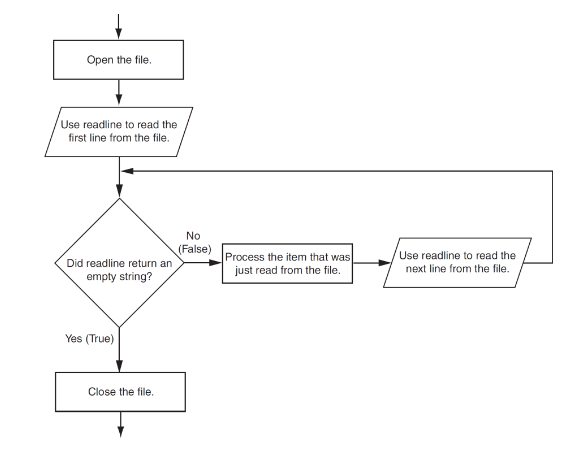 Open the file.
Use readline to read the
first line from the file.
No
(False)
Did readline return an
empty string?
Process the item that was
just read from the file.
Use readline to read the
next line from the file.
Yes (True)
Close the file.